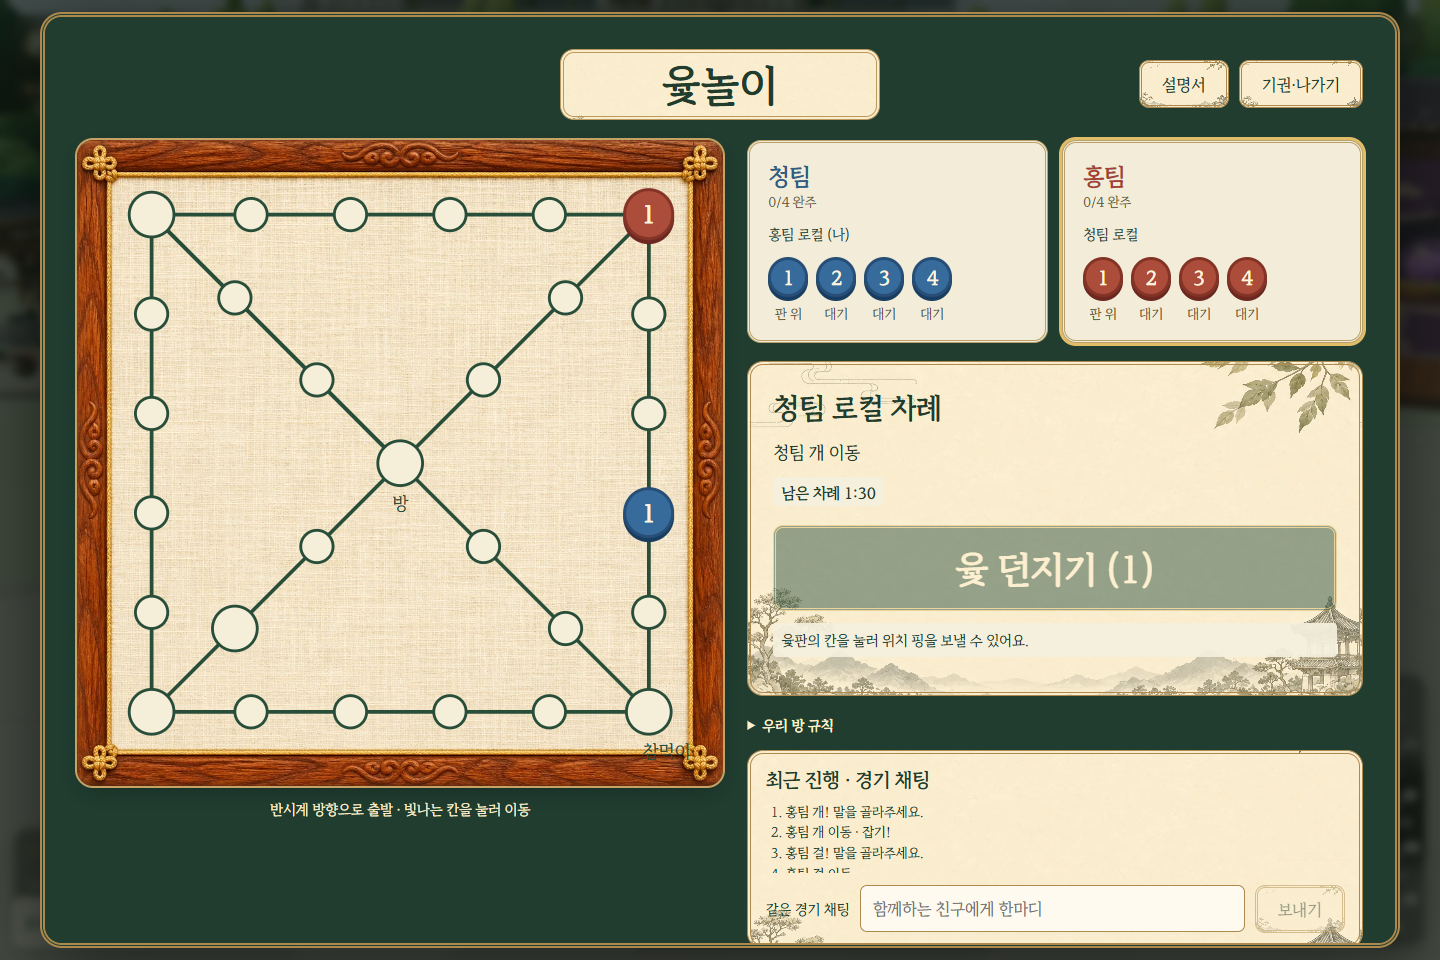 윷놀이
설명서
기권·나가기
청팀
0/4 완주
홍팀 로컬 (나)
1 2 3 4
판 위 대기 대기 대기
홍팀
0/4 완주
청팀 로컬
1 2 3 4
판 위 대기 대기 대기
1
1
방
참먹이
반시계 방향으로 출발 · 빛나는 칸을 눌러 이동
청팀 로컬 차례
청팀 개 이동
남은 차례 1:30
윷 던지기 (1)
윷판의 칸을 눌러 위치 핑을 보낼 수 있어요.
▶ 우리 방 규칙
최근 진행 · 경기 채팅
1. 홍팀 개! 말을 골라주세요.
2. 홍팀 개 이동 · 잡기!
3. 홍팀 걸! 말을 골라주세요.
4. 홍팀 걸 이동
같은 경기 채팅
함께하는 친구에게 한마디
보내기